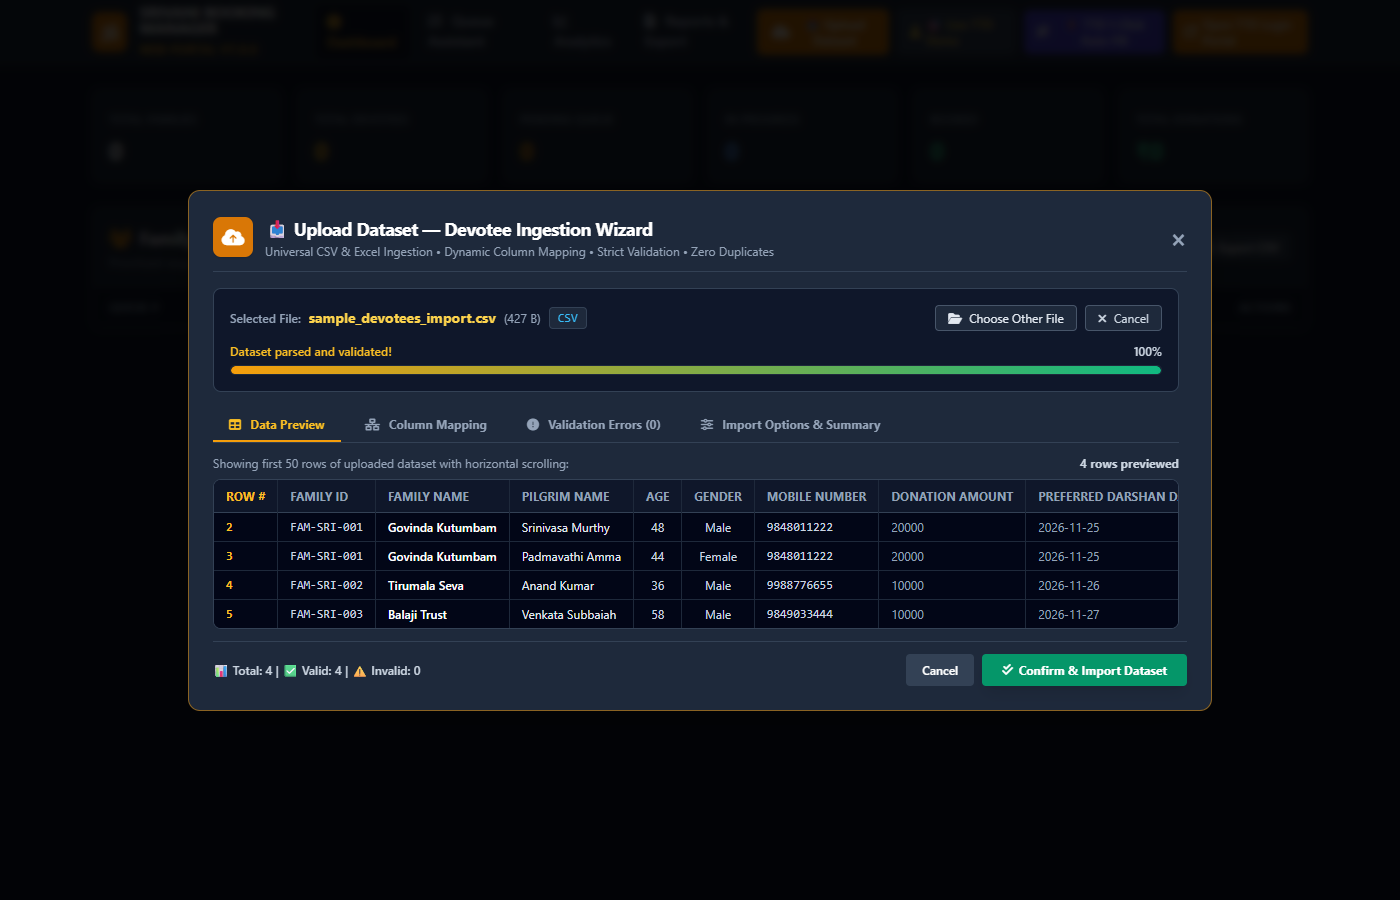 Upload Dataset — Devotee Ingestion Wizard
Universal CSV & Excel Ingestion • Dynamic Column Mapping • Strict Validation • Zero Duplicates
Selected File: sample_devotees_import.csv (427 B) CSV
Choose Other File
Cancel
Dataset parsed and validated! 100%
Data Preview
Column Mapping
Validation Errors (0)
Import Options & Summary
Showing first 50 rows of uploaded dataset with horizontal scrolling: 4 rows previewed
ROW # FAMILY ID FAMILY NAME PILGRIM NAME AGE GENDER MOBILE NUMBER DONATION AMOUNT PREFERRED DARSHAN D
2 FAM-SRI-001 Govinda Kutumbam Srinivasa Murthy 48 Male 9848011222 20000 2026-11-25
3 FAM-SRI-001 Govinda Kutumbam Padmavathi Amma 44 Female 9848011222 20000 2026-11-25
4 FAM-SRI-002 Tirumala Seva Anand Kumar 36 Male 9988776655 10000 2026-11-26
5 FAM-SRI-003 Balaji Trust Venkata Subbaiah 58 Male 9849033444 10000 2026-11-27
Total: 4 | Valid: 4 | Invalid: 0
Cancel
Confirm & Import Dataset